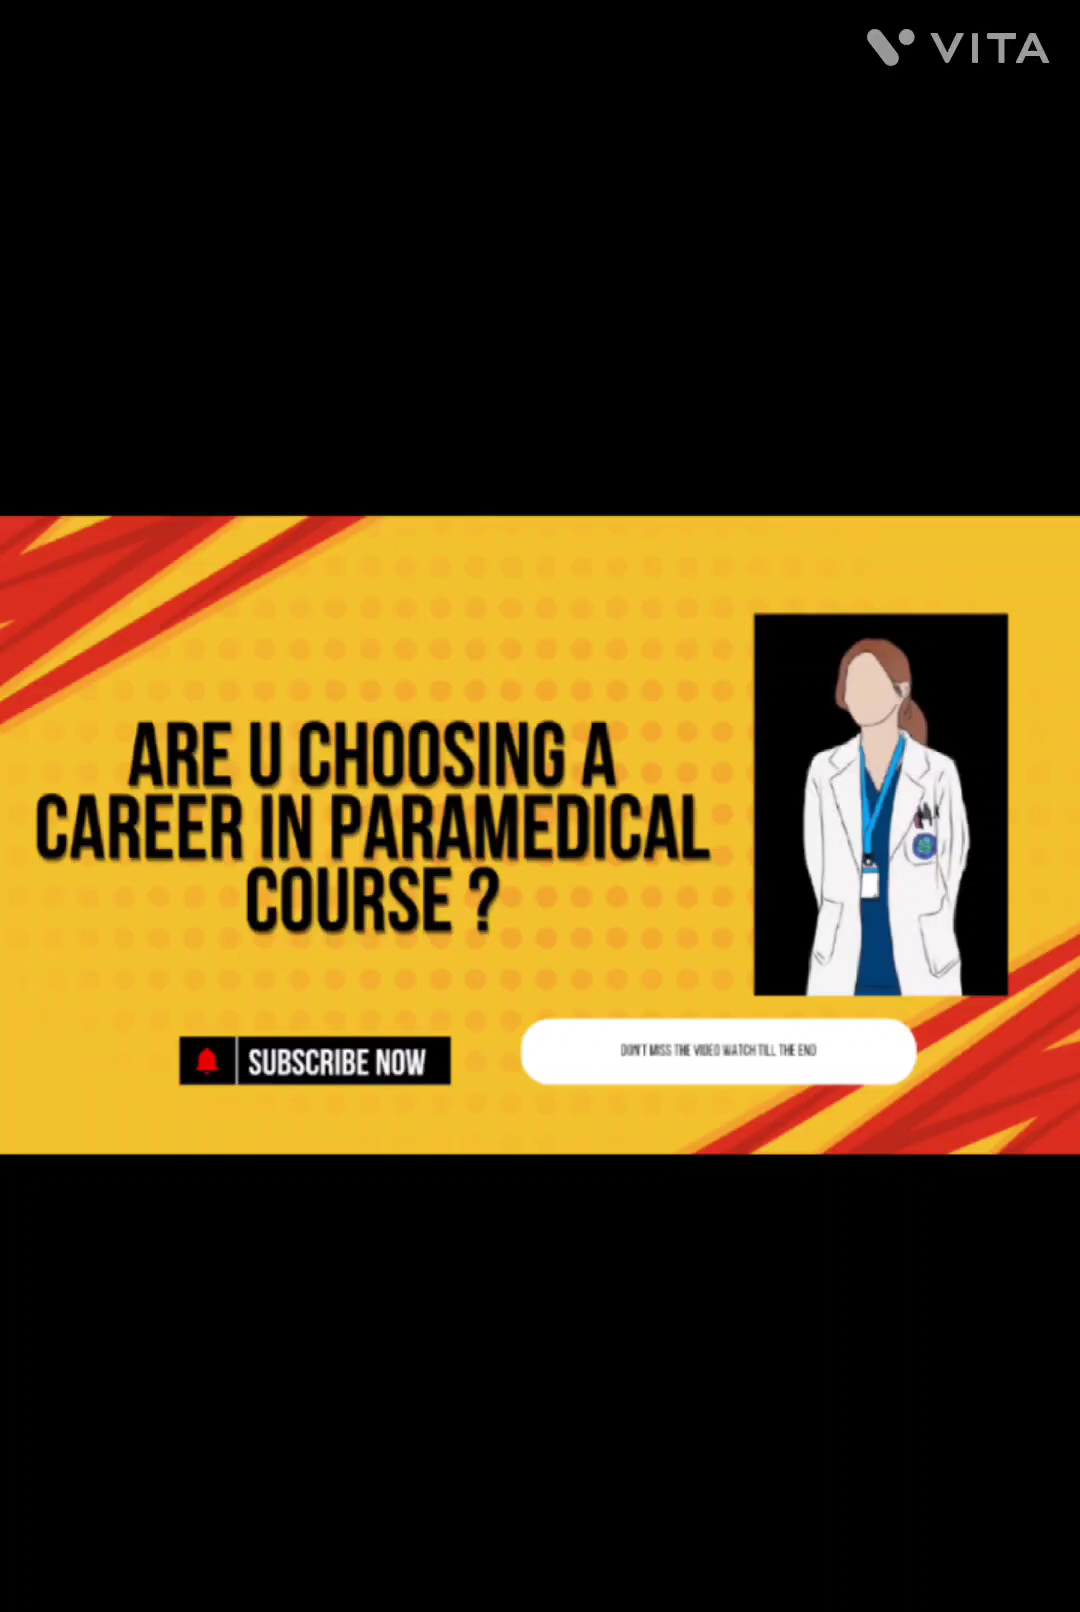 VITA
ARE U CHOOSING A
CAREER IN PARAMEDICAL
COURSE ?
SUBSCRIBE NOW
DON'T MISS THE VIDEO WATCH TILL THE END